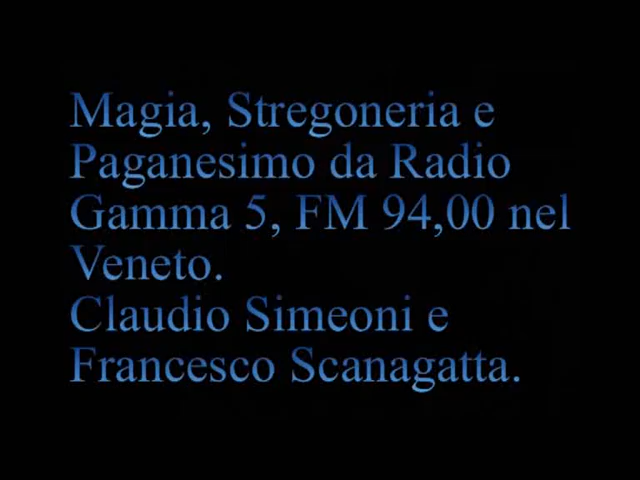 Magia, Stregoneria e
Paganesimo da Radio
Gamma 5, FM 94,00 nel
Veneto.
Claudio Simeoni e
Francesco Scanagatta.